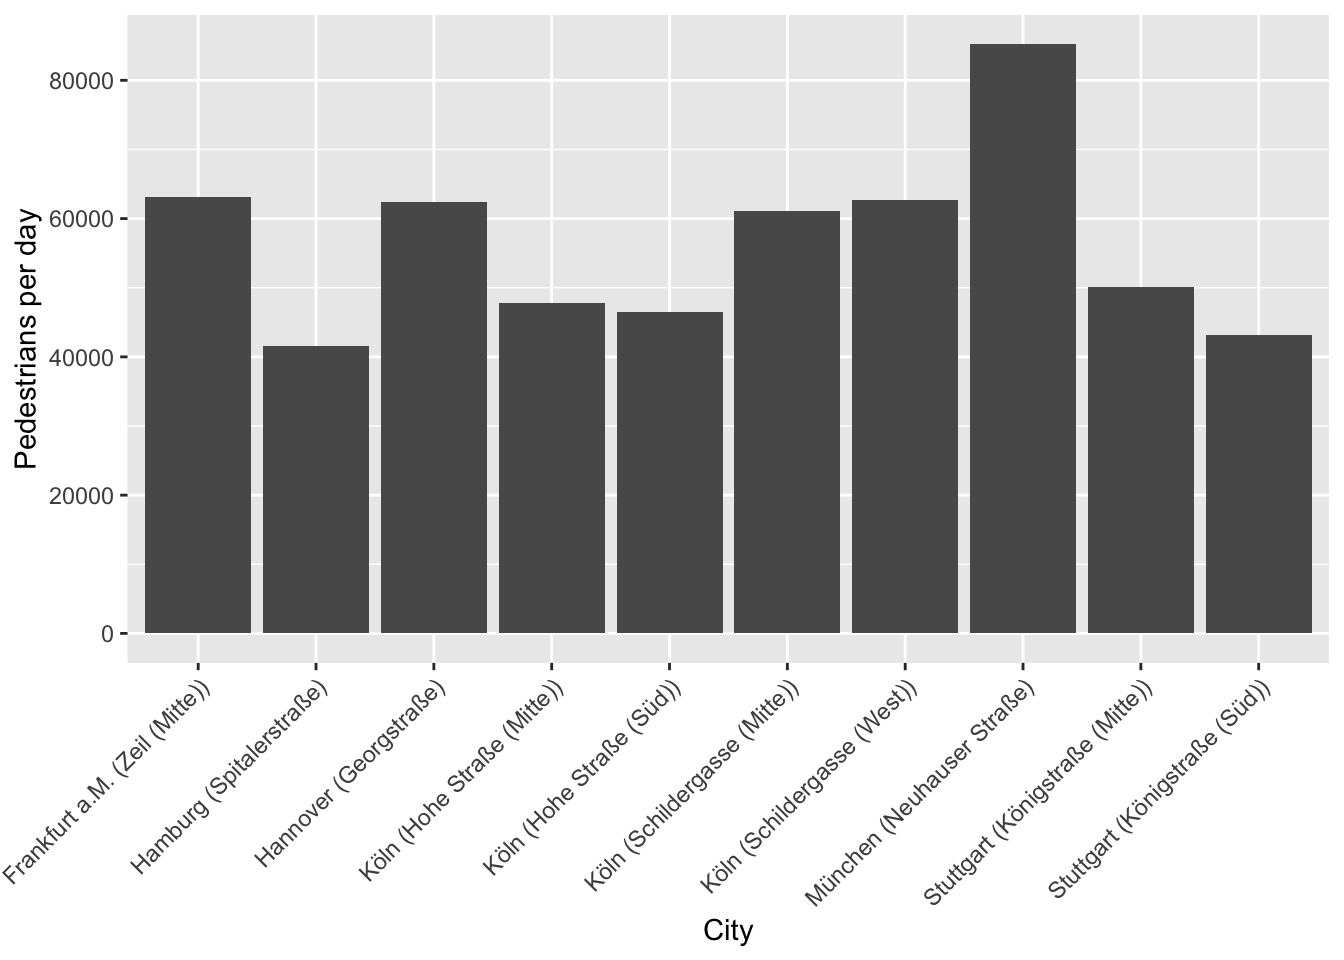 Pedestrians per day
80000
60000
40000
20000
0
Frankfurt a.M. (Zeil (Mitte))
Hamburg (Spitalerstraße)
Hannover (Georgstraße)
Köln (Hohe Straße (Mitte))
Köln (Hohe Straße (Süd))
Köln (Schildergasse (Mitte))
Köln (Schildergasse (West))
München (Neuhauser Straße)
Stuttgart (Königstraße (Mitte))
Stuttgart (Königstraße (Süd))
City